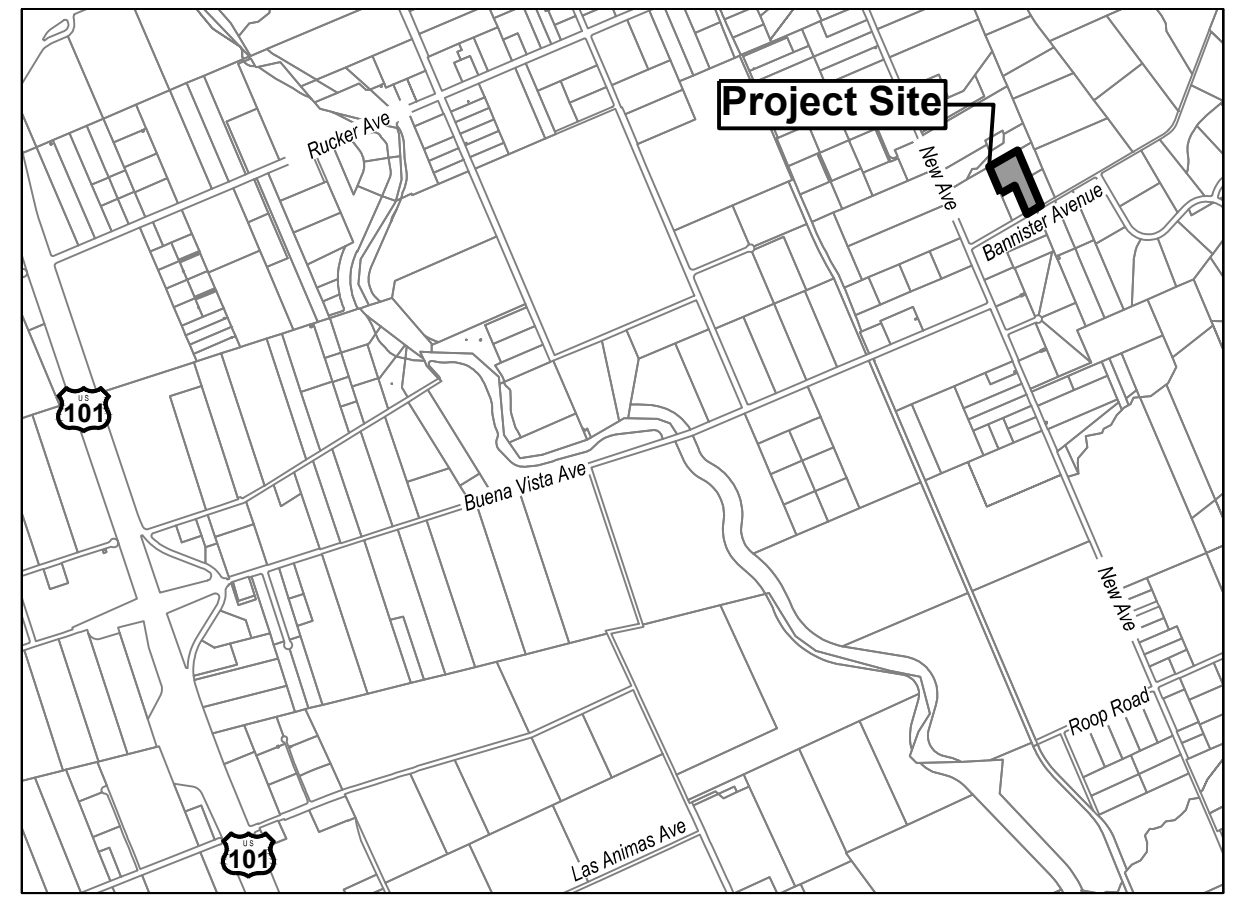 Project Site
Rucker Ave
New Ave
Bannister Avenue
US
101
Buena Vista Ave
New Ave
Roop Road
Las Animas Ave
US
101